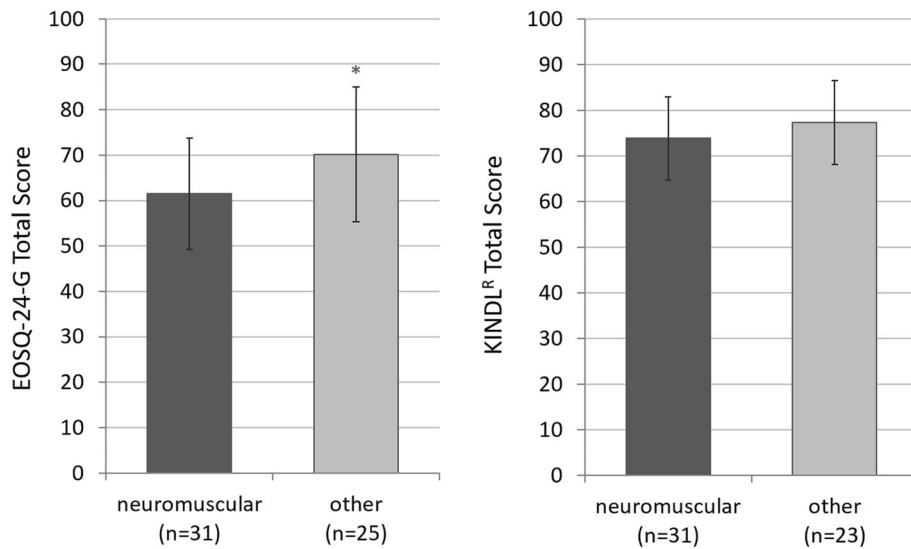 EOSQ-24-G Total Score
100
90
80
70
60
50
40
30
20
10
0
*
neuromuscular
(n=31)
other
(n=25)
KINDLᴿ Total Score
100
90
80
70
60
50
40
30
20
10
0
neuromuscular
(n=31)
other
(n=23)